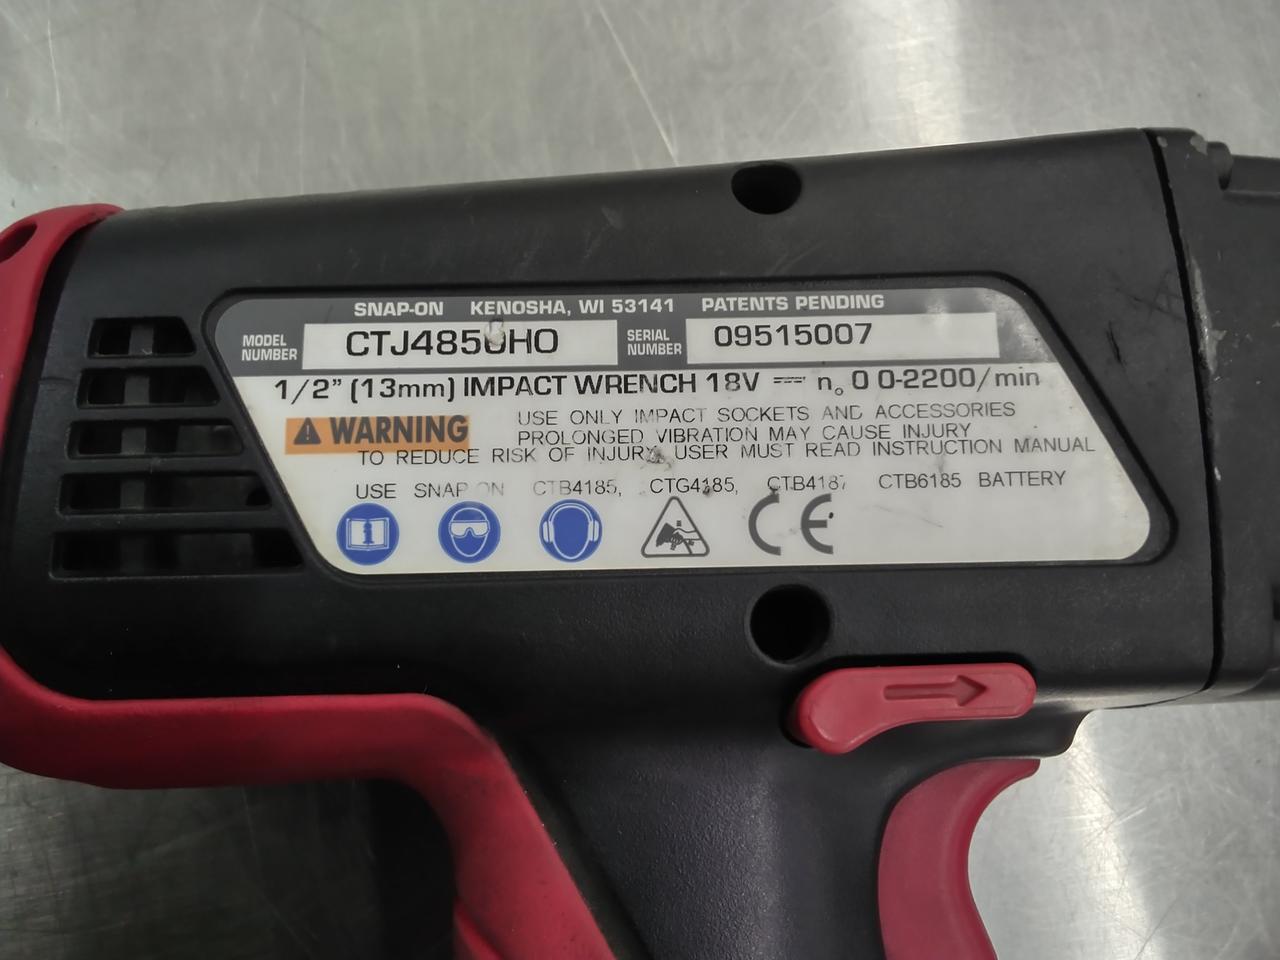 SNAP-ON KENOSHA, WI 53141 PATENTS PENDING
MODEL NUMBER CTJ4850HO SERIAL NUMBER 09515007
1/2" (13mm) IMPACT WRENCH 18V ⎓ n₀ 0 0-2200/min
WARNING USE ONLY IMPACT SOCKETS AND ACCESSORIES
PROLONGED VIBRATION MAY CAUSE INJURY
TO REDUCE RISK OF INJURY, USER MUST READ INSTRUCTION MANUAL
USE SNAP ON CTB4185, CTG4185, CTB4187 CTB6185 BATTERY
CE